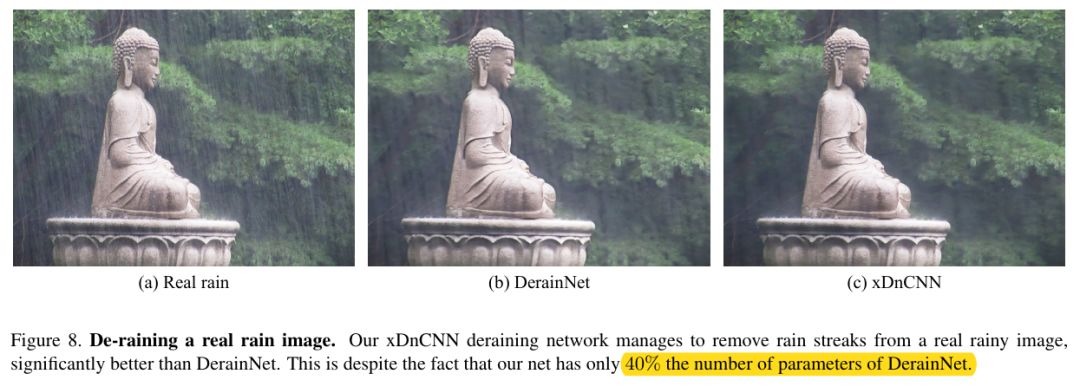 (a) Real rain
(b) DerainNet
(c) xDnCNN
Figure 8. De-raining a real rain image. Our xDnCNN deraining network manages to remove rain streaks from a real rainy image,
significantly better than DerainNet. This is despite the fact that our net has only 40% the number of parameters of DerainNet.